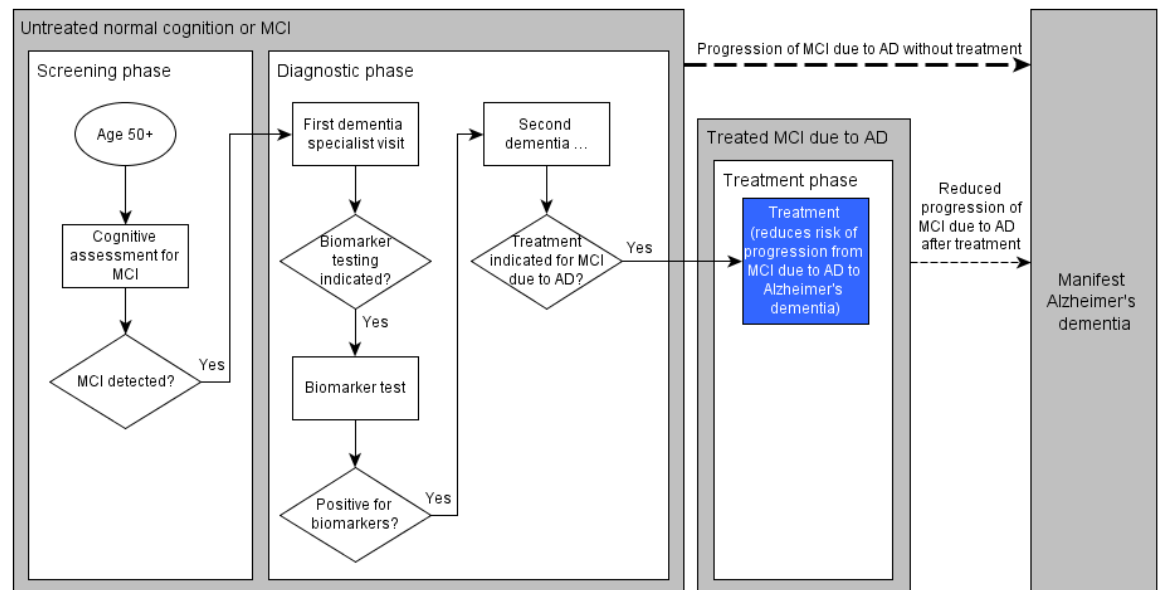 Untreated normal cognition or MCI
Screening phase
Age 50+
Cognitive
assessment for
MCI
MCI detected?
Yes
Diagnostic phase
First dementia
specialist visit
Biomarker
testing
indicated?
Yes
Biomarker test
Positive for
biomarkers?
Yes
Second
dementia ...
Treatment
indicated for MCI
due to AD?
Yes
Progression of MCI due to AD without treatment
Treated MCI due to AD
Treatment phase
Treatment
(reduces risk of
progression from
MCI due to AD to
Alzheimer's
dementia)
Reduced
progression of
MCI due to AD
after treatment
Manifest
Alzheimer's
dementia